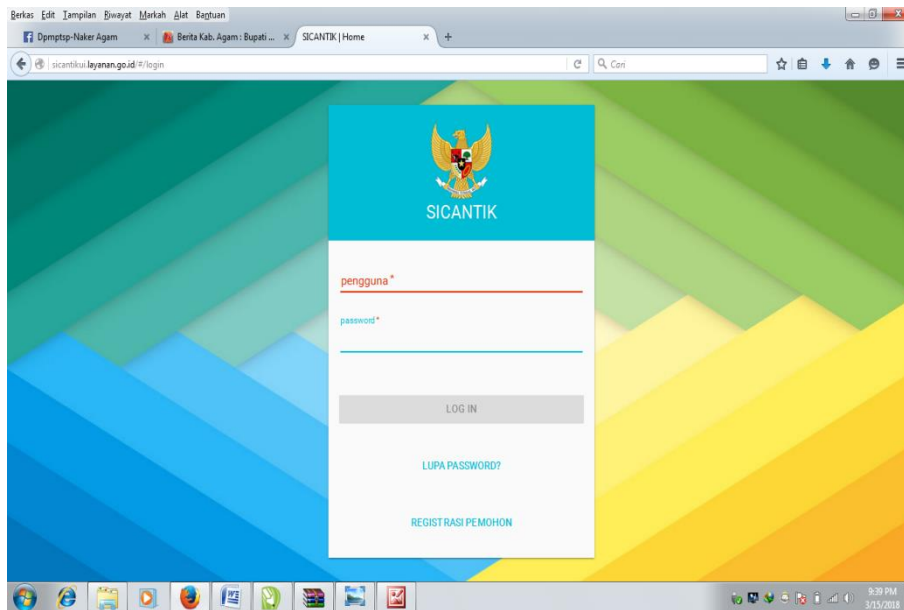 Berkas Edit Tampilan Riwayat Markah Alat Bantuan
Dpmptsp-Naker Agam
Berita Kab. Agam : Bupati ...
SICANTIK | Home
sicantikui.layanan.go.id/#/login
Cari
SICANTIK
pengguna *
password *
LOG IN
LUPA PASSWORD?
REGISTRASI PEMOHON
9:39 PM
3/15/2018